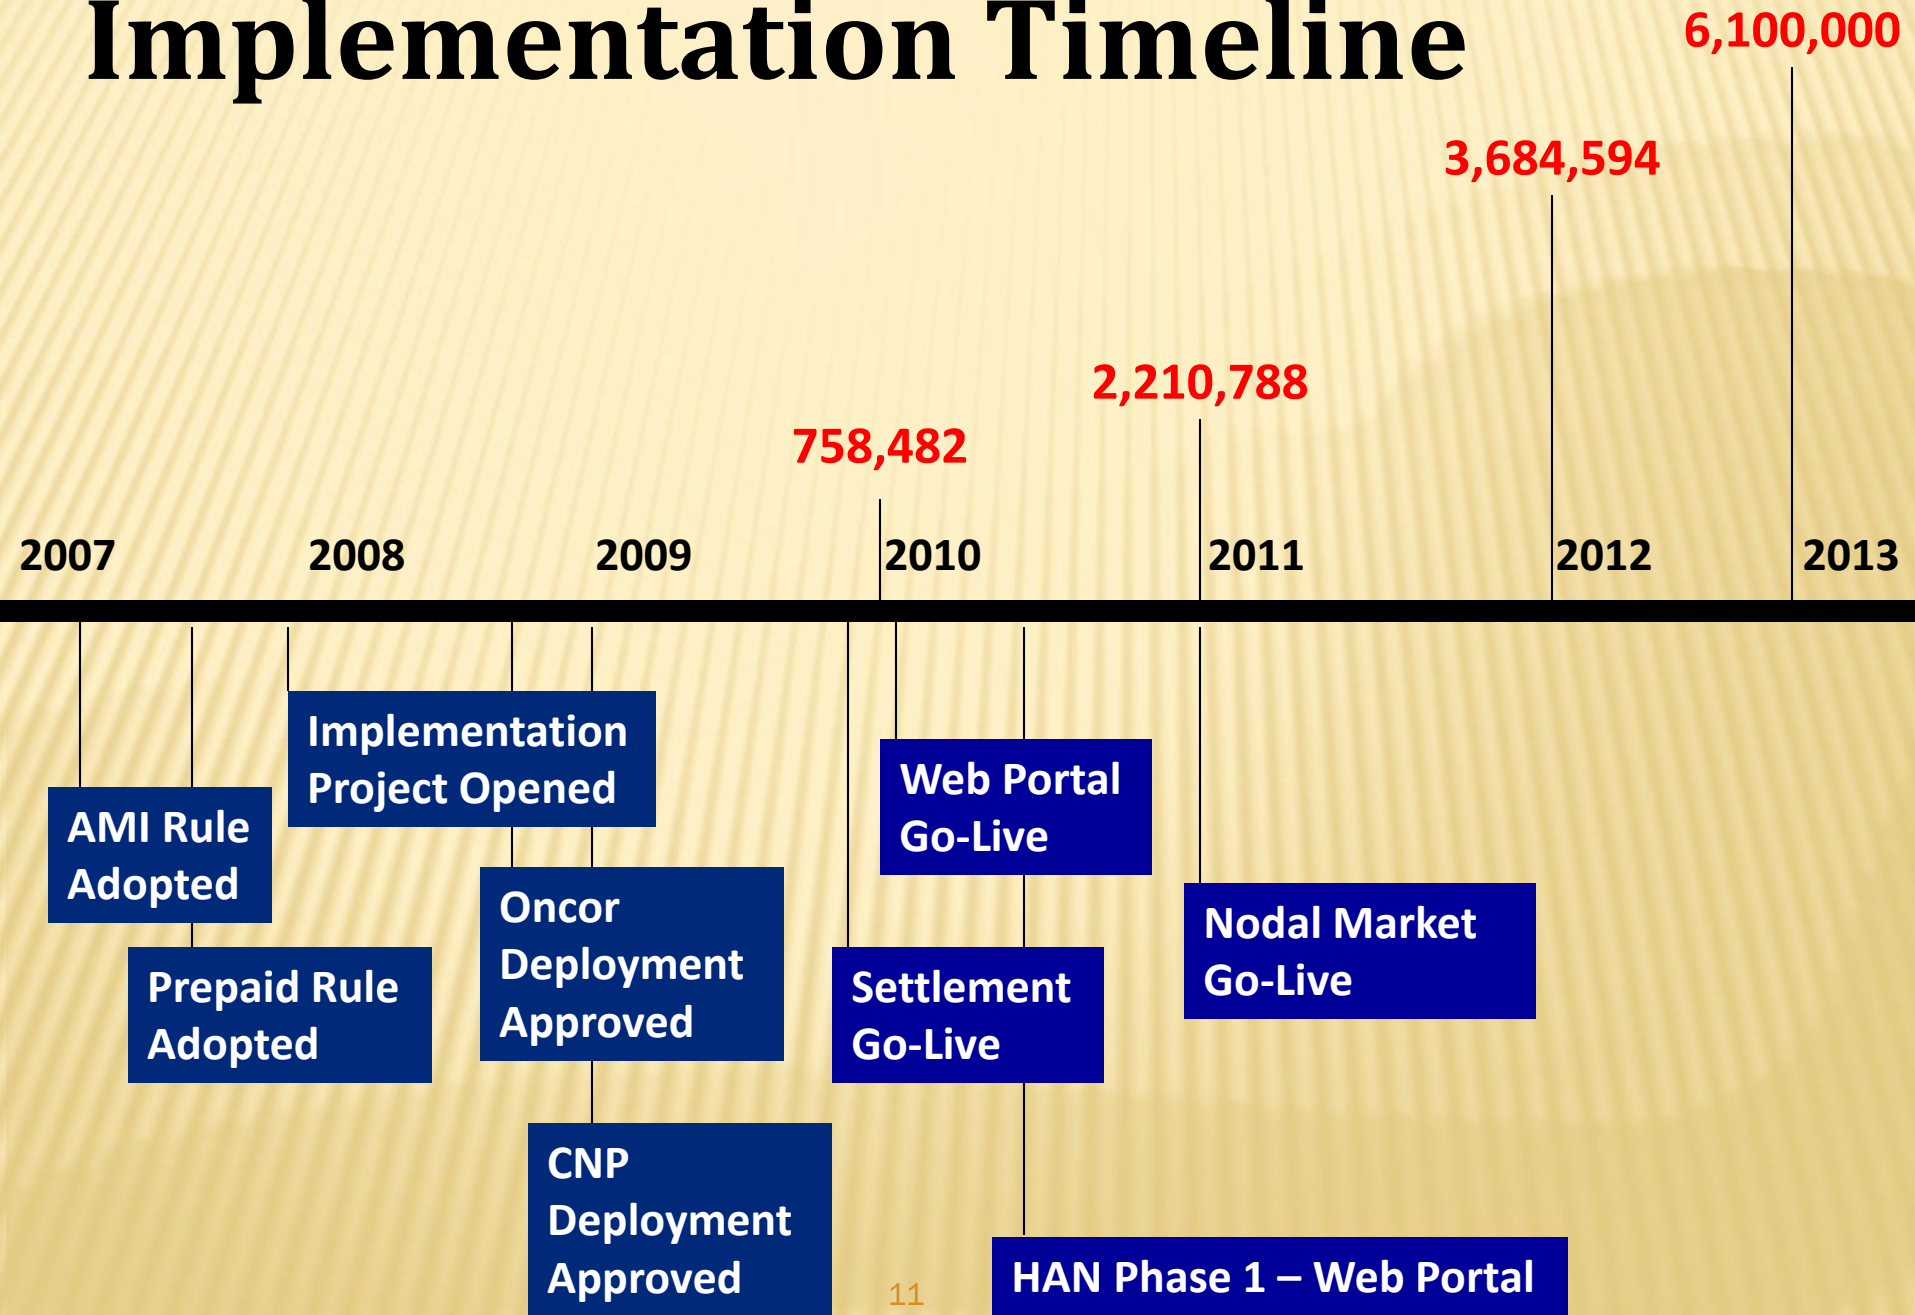 Implementation Timeline
6,100,000
3,684,594
2,210,788
758,482
2007
2008
2009
2010
2011
2012
2013
Implementation
Project Opened
AMI Rule
Adopted
Prepaid Rule
Adopted
Oncor
Deployment
Approved
CNP
Deployment
Approved
Web Portal
Go-Live
Settlement
Go-Live
Nodal Market
Go-Live
HAN Phase 1 – Web Portal
11